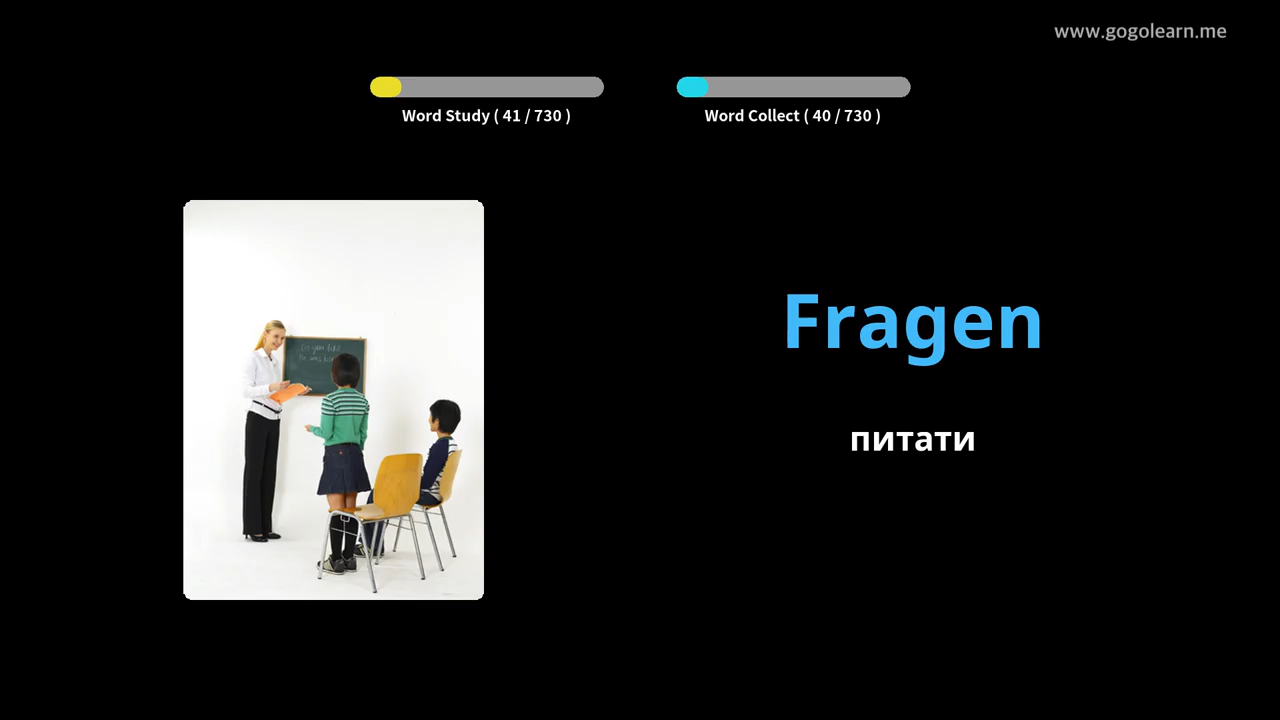 www.gogolearn.me
Word Study ( 41 / 730 )
Word Collect ( 40 / 730 )
Fragen
питати